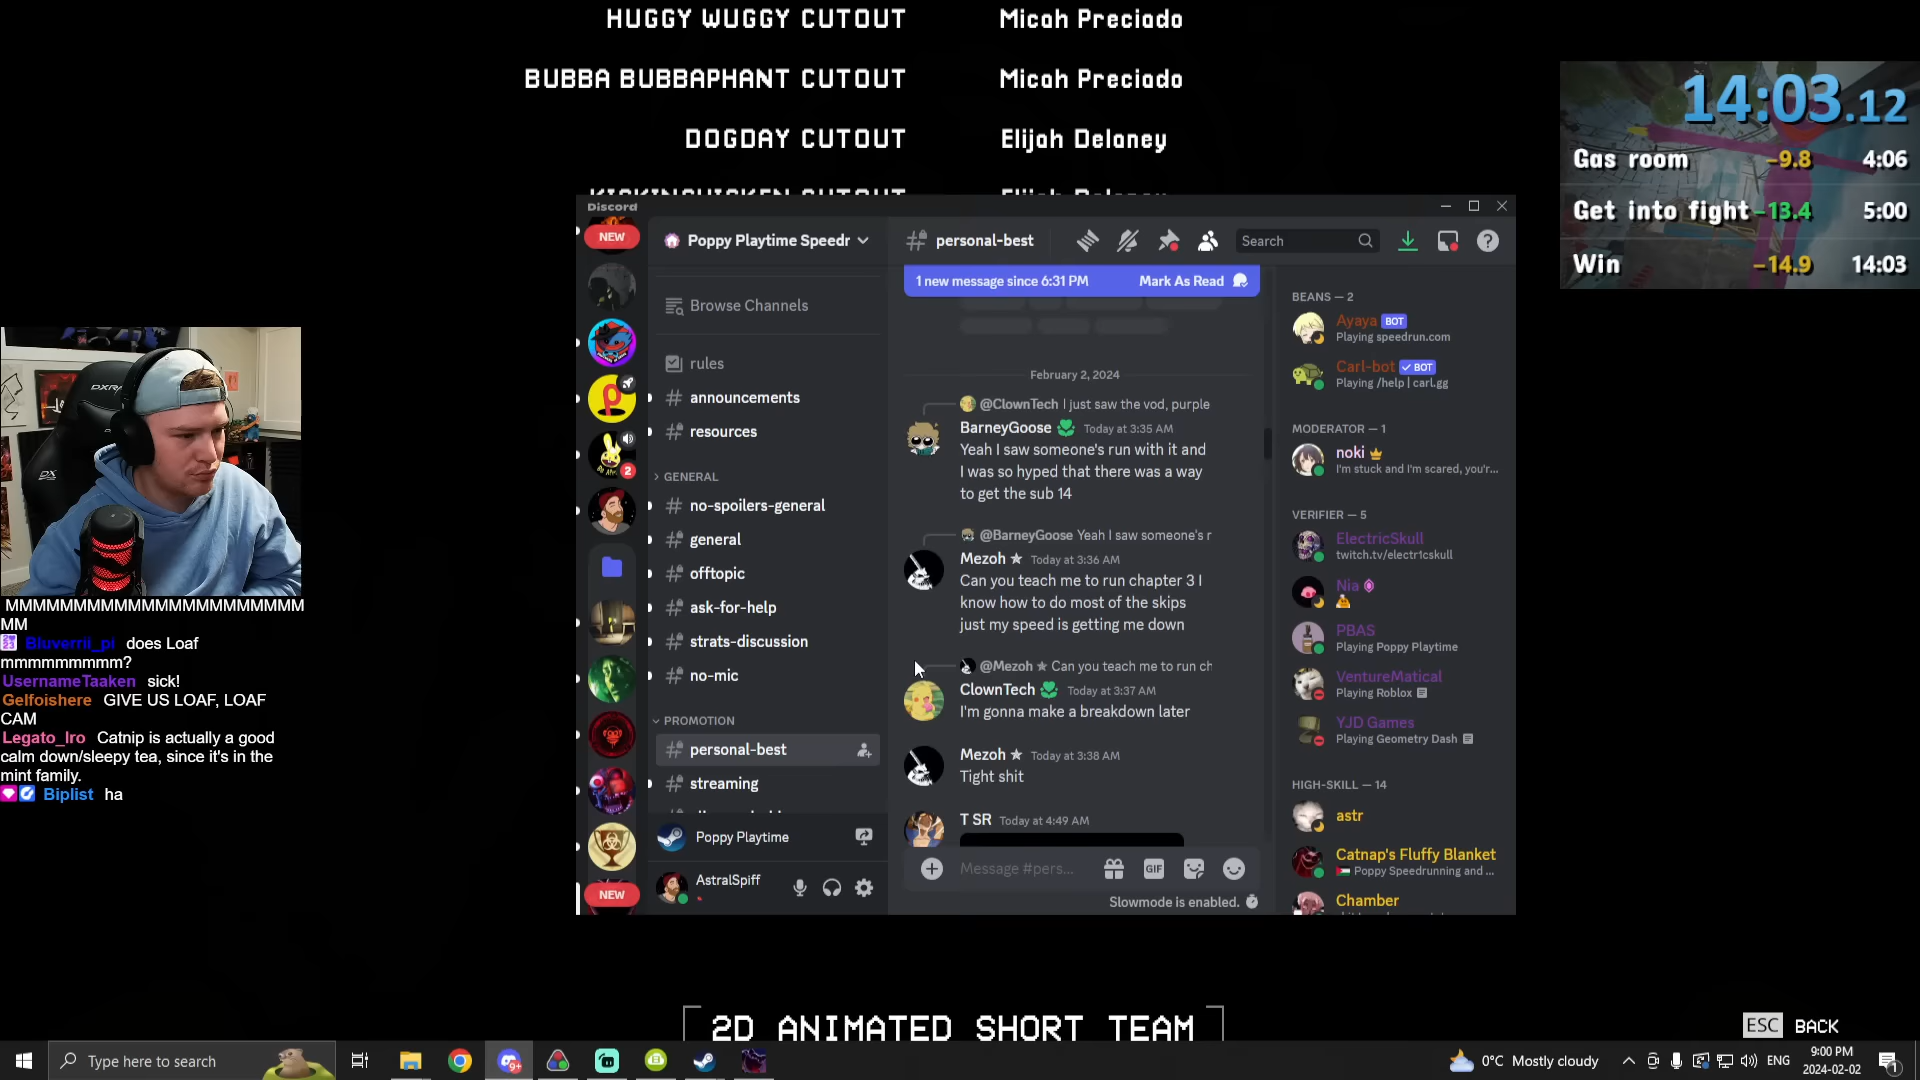 HUGGY WUGGY CUTOUT Micah Preciado
BUBBA BUBBAPHANT CUTOUT Micah Preciado
DOGDAY CUTOUT Elijah Delaney
KICKINCHICKEN CUTOUT Elijah Delaney
14:03.12
Gas room -9.8 4:06
Get into fight -13.4 5:00
Win -14.9 14:03
Discord
NEW
Poppy Playtime Speedr
personal-best
Search
1 new message since 6:31 PM Mark As Read
Browse Channels
rules
announcements
resources
GENERAL
no-spoilers-general
general
offtopic
ask-for-help
strats-discussion
no-mic
PROMOTION
personal-best
streaming
2
Poppy Playtime
AstralSpiff
NEW
February 2, 2024
@ClownTech I just saw the vod, purple
BarneyGoose Today at 3:35 AM
Yeah I saw someone's run with it and
I was so hyped that there was a way
to get the sub 14
@BarneyGoose Yeah I saw someone's r
Mezoh Today at 3:36 AM
Can you teach me to run chapter 3 I
know how to do most of the skips
just my speed is getting me down
@Mezoh Can you teach me to run ch
ClownTech Today at 3:37 AM
I'm gonna make a breakdown later
Mezoh Today at 3:38 AM
Tight shit
T SR Today at 4:49 AM
Message #pers...
GIF
Slowmode is enabled.
BEANS — 2
Ayaya BOT
Playing speedrun.com
Carl-bot BOT
Playing /help | carl.gg
MODERATOR — 1
noki
I'm stuck and I'm scared, you'r...
VERIFIER — 5
ElectricSkull
twitch.tv/electr1cskull
Nia
PBAS
Playing Poppy Playtime
VentureMatical
Playing Roblox
YJD Games
Playing Geometry Dash
HIGH-SKILL — 14
astr
Catnap's Fluffy Blanket
Poppy Speedrunning and ...
Chamber
DXRA
DX
MMMMMMMMMMMMMMMMMMMMMM
MM
Bluverrii_pi does Loaf
mmmmmmmmm?
UsernameTaaken sick!
Gelfoishere GIVE US LOAF, LOAF
CAM
Legato_Iro Catnip is actually a good
calm down/sleepy tea, since it's in the
mint family.
Biplist ha
2D ANIMATED SHORT TEAM
ESC BACK
Type here to search
9+
0°C Mostly cloudy
ENG
9:00 PM
2024-02-02
1